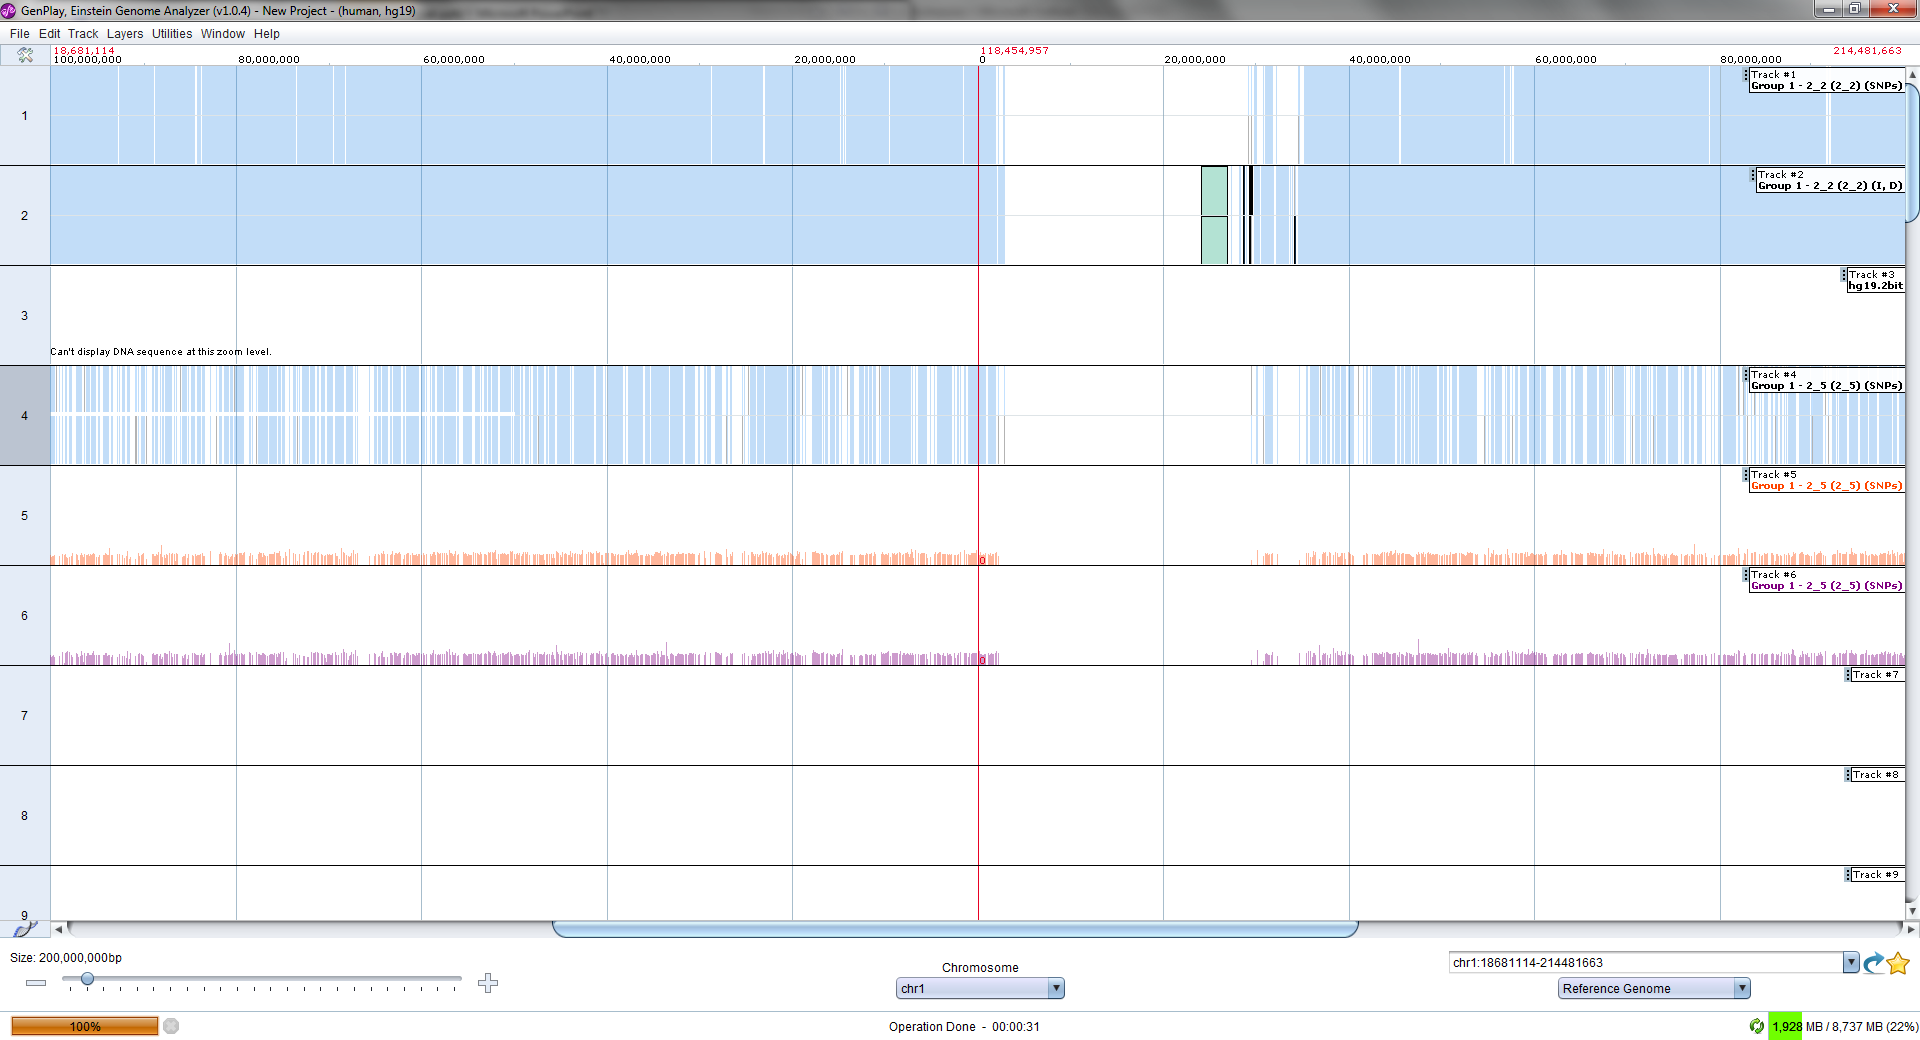 GenPlay, Einstein Genome Analyzer (v1.0.4) - New Project - (human, hg19)
File Edit Track Layers Utilities Window Help
18,681,114 118,454,957 214,481,663
100,000,000 80,000,000 60,000,000 40,000,000 20,000,000 0 20,000,000 40,000,000 60,000,000 80,000,000
1
Track #1
Group 1 - 2_2 (2_2) (SNPs)
2
Track #2
Group 1 - 2_2 (2_2) (I, D)
3
Track #3
hg19.2bit
Can't display DNA sequence at this zoom level.
4
Track #4
Group 1 - 2_5 (2_5) (SNPs)
5
Track #5
Group 1 - 2_5 (2_5) (SNPs)
0
6
Track #6
Group 1 - 2_5 (2_5) (SNPs)
0
7
Track #7
8
Track #8
9
Track #9
Size: 200,000,000bp
Chromosome
chr1
chr1:18681114-214481663
Reference Genome
100%
Operation Done - 00:00:31
1,928 MB / 8,737 MB (22%)